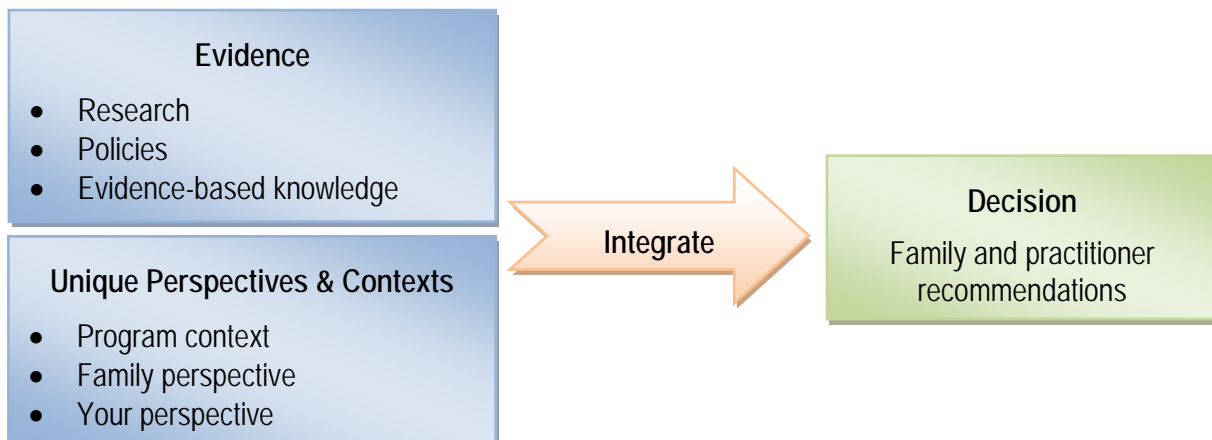 Evidence
• Research
• Policies
• Evidence-based knowledge
Unique Perspectives & Contexts
• Program context
• Family perspective
• Your perspective
Integrate
Decision
Family and practitioner
recommendations